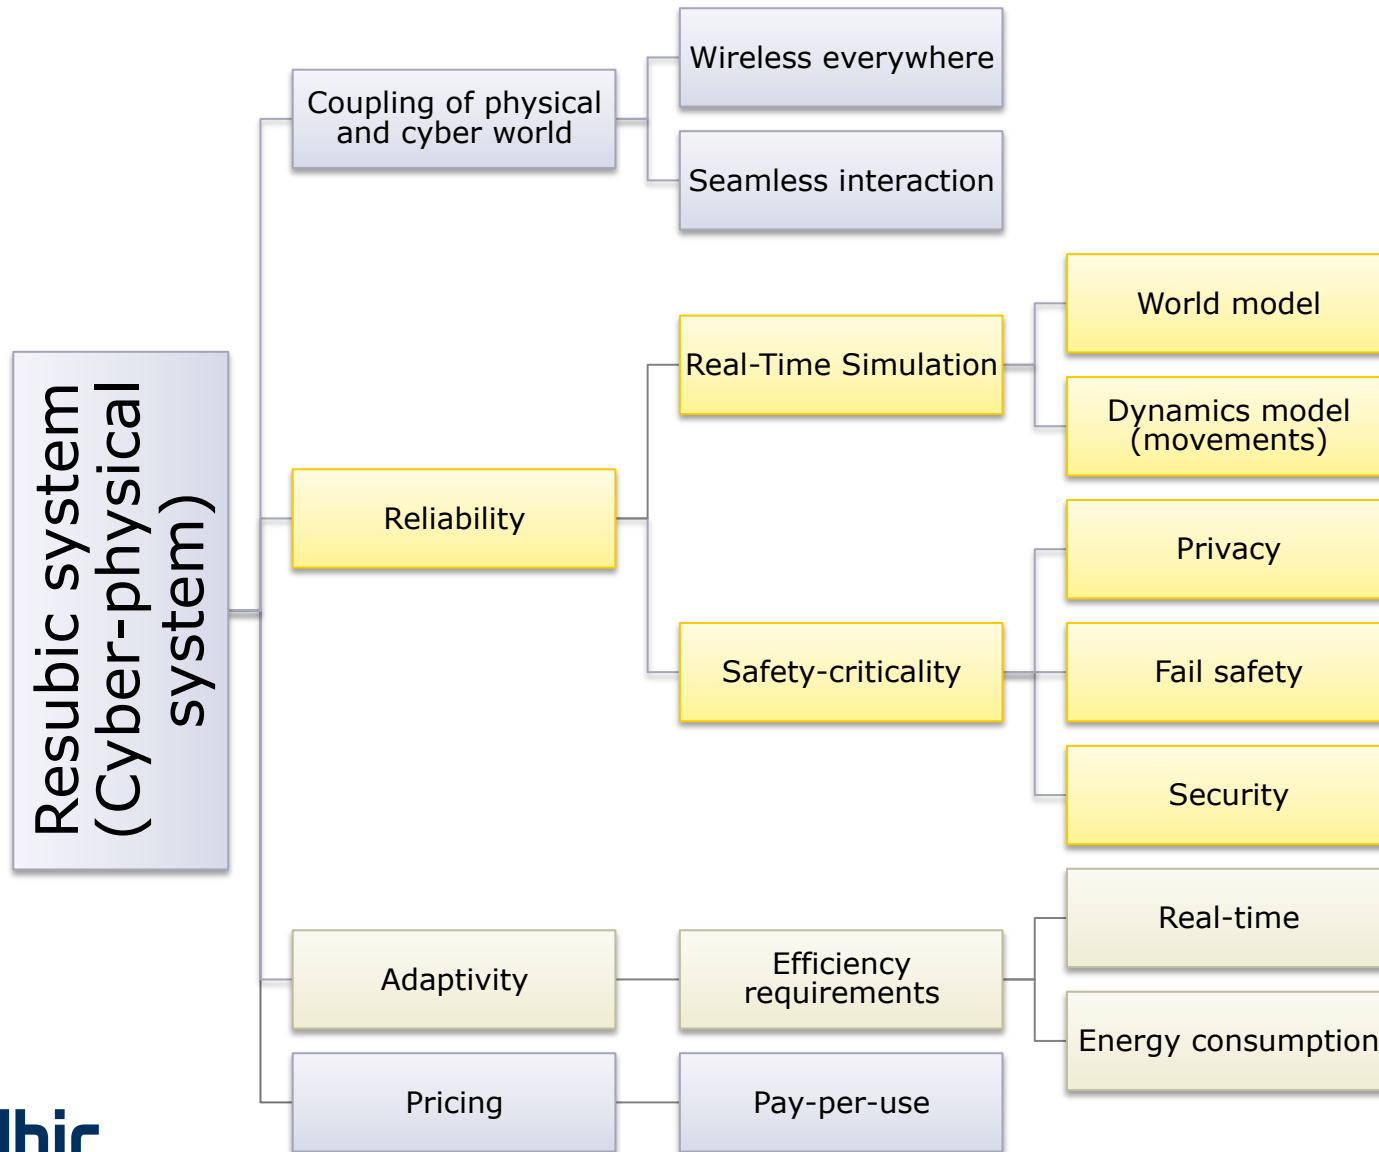 Resubic system
(Cyber-physical
system)
Coupling of physical
and cyber world
Wireless everywhere
Seamless interaction
Reliability
Real-Time Simulation
World model
Dynamics model
(movements)
Safety-criticality
Privacy
Fail safety
Security
Adaptivity
Efficiency
requirements
Real-time
Energy consumption
Pricing
Pay-per-use